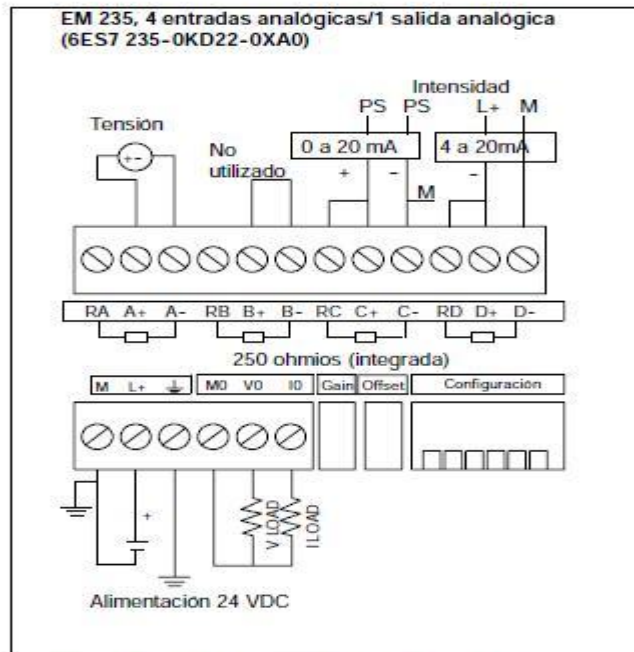 EM 235, 4 entradas analógicas/1 salida analógica
(6ES7 235-0KD22-0XA0)
Intensidad
PS PS L+ M
Tensión
0 a 20 mA 4 a 20mA
No
utilizado
+ -
+ - -
M
RA A+ A- RB B+ B- RC C+ C- RD D+ D-
250 ohmios (integrada)
M L+ M0 V0 I0 Gain Offset Configuración
+
V LOAD
I LOAD
Alimentación 24 VDC